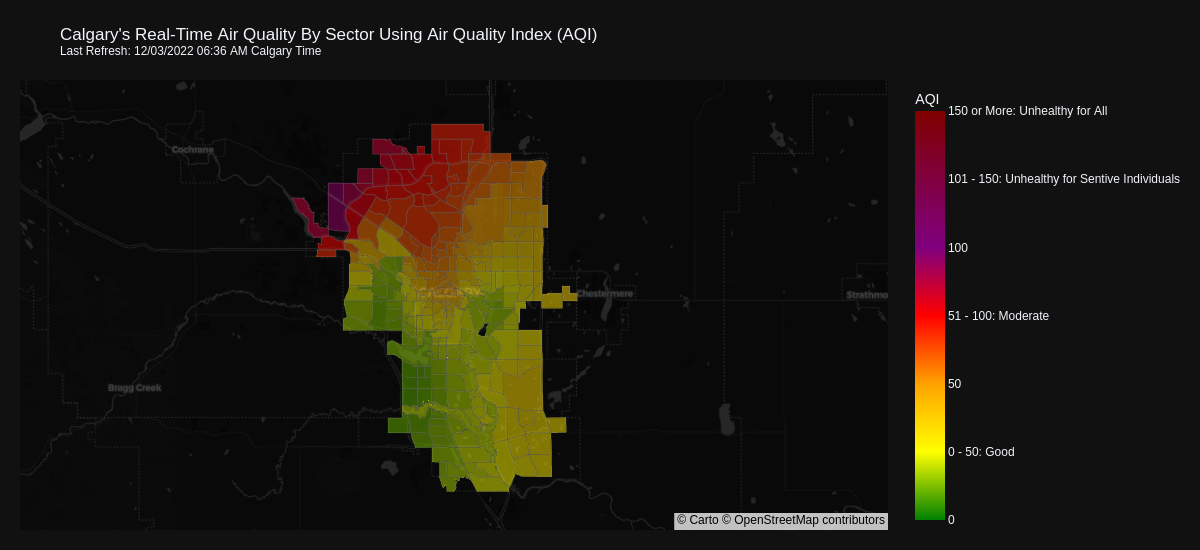 Calgary's Real-Time Air Quality By Sector Using Air Quality Index (AQI)
Last Refresh: 12/03/2022 06:36 AM Calgary Time
AQI
150 or More: Unhealthy for All
Cochrane
101 - 150: Unhealthy for Sentive Individuals
100
Chestermere
Strathmo
51 - 100: Moderate
50
Bragg Creek
0 - 50: Good
0
© Carto © OpenStreetMap contributors